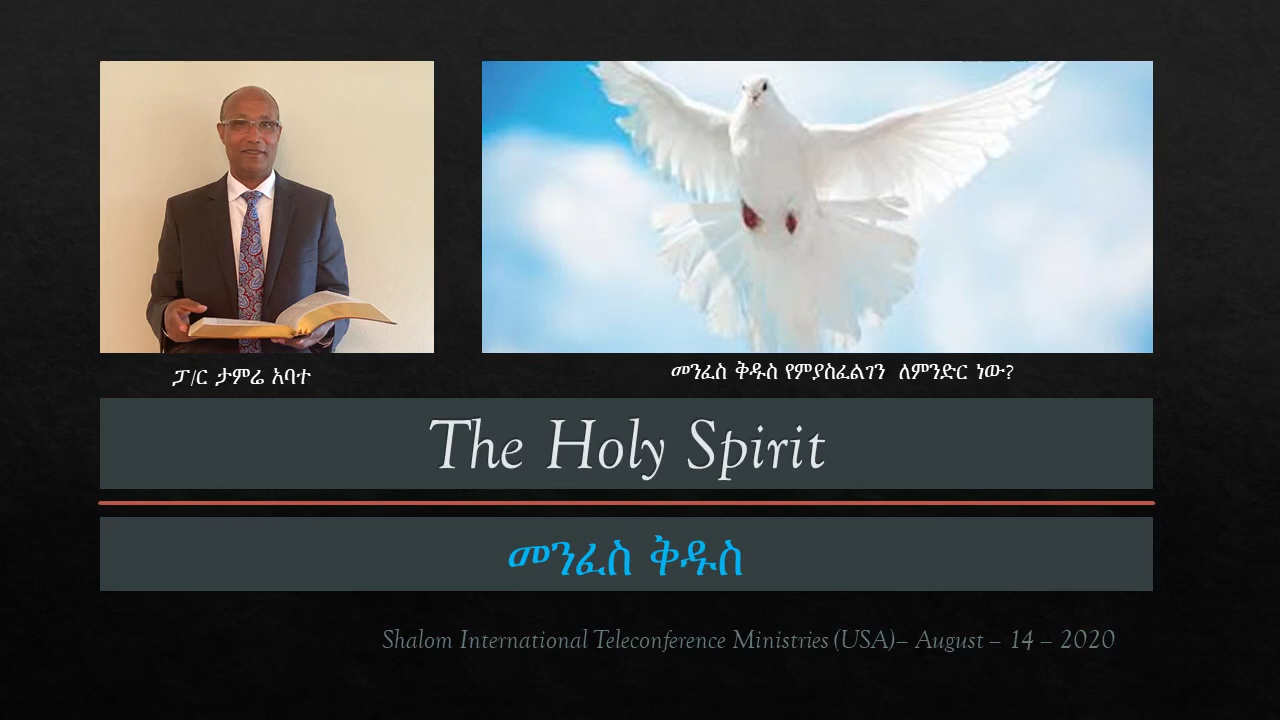 ፓ/ር ታምሬ አባተ
መንፈስ ቅዱስ የምያስፈልገን ለምንድር ነው?
The Holy Spirit
መንፈስ ቅዱስ
Shalom International Teleconference Ministries (USA)– August – 14 – 2020